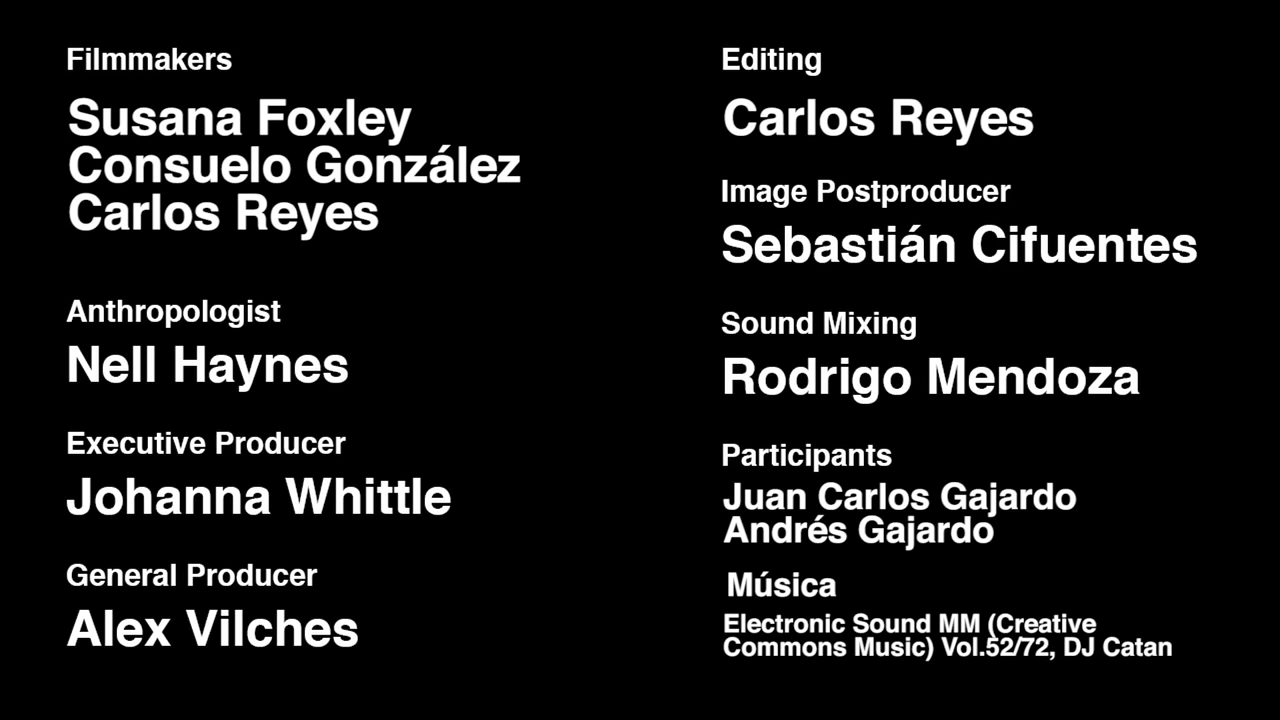 Filmmakers
Susana Foxley
Consuelo González
Carlos Reyes
Anthropologist
Nell Haynes
Executive Producer
Johanna Whittle
General Producer
Alex Vilches
Editing
Carlos Reyes
Image Postproducer
Sebastián Cifuentes
Sound Mixing
Rodrigo Mendoza
Participants
Juan Carlos Gajardo
Andrés Gajardo
Música
Electronic Sound MM (Creative
Commons Music) Vol.52/72, DJ Catan